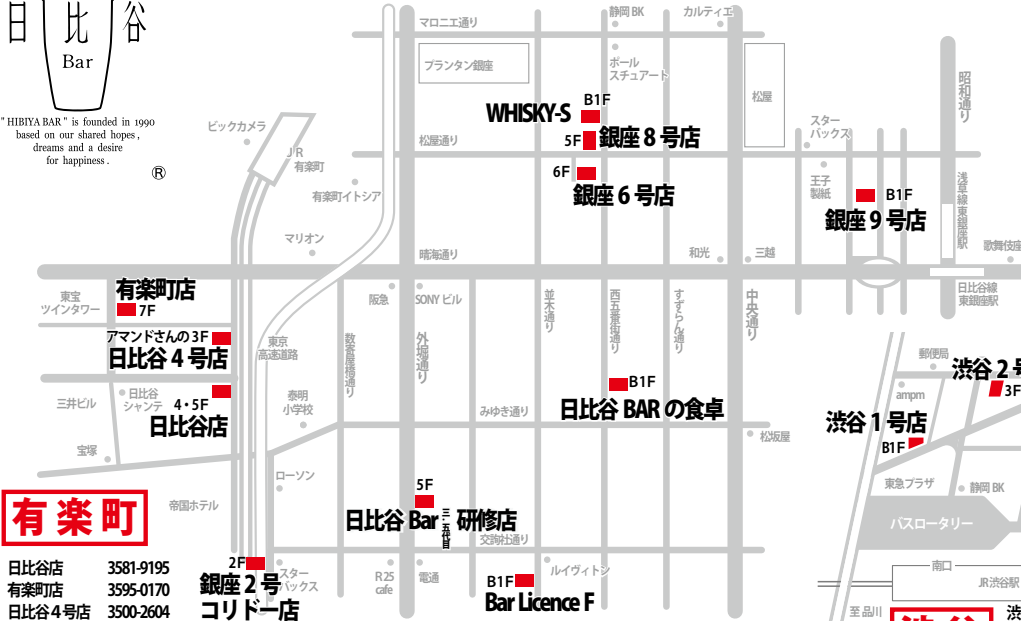 日比谷
Bar
" HIBIYA BAR " is founded in 1990
based on our shared hopes,
dreams and a desire
for happiness.
®
マロニエ通り
静岡 BK
カルティエ
プランタン銀座
ポール
スチュアート
松屋
昭和通り
ビックカメラ
WHISKY-S
B1F
5F
銀座 8 号店
スター
バックス
松屋通り
JR
有楽町
6F
銀座 6 号店
有楽町イトシア
王子
製紙
B1F
銀座 9 号店
浅草線東銀座駅
マリオン
晴海通り
和光
三越
歌舞伎座
有楽町店
7F
東宝
ツインタワー
阪急
SONY ビル
並木通り
西五番街通り
すずらん通り
中央通り
日比谷線
東銀座駅
アマンドさんの 3F
日比谷 4 号店
東京
高速道路
数寄屋橋通り
外堀通り
郵便局
渋谷 2 号
3F
三井ビル
日比谷
シャンテ
4・5F
日比谷店
泰明
小学校
B1F
日比谷 BAR の食卓
みゆき通り
ampm
渋谷 1 号店
B1F
宝塚
松坂屋
ローソン
東急プラザ
静岡 BK
有楽町
帝国ホテル
5F
日比谷 Bar 三・五代目 研修店
交詢社通り
バスロータリー
日比谷店 3581-9195
有楽町店 3595-0170
日比谷４号店 3500-2604
2F
銀座 2 号
コリドー店
スター
バックス
R 25
cafe
電通
B1F
Bar Licence F
ルイヴィトン
南口
JR渋谷駅
至 品川
渋谷
渋